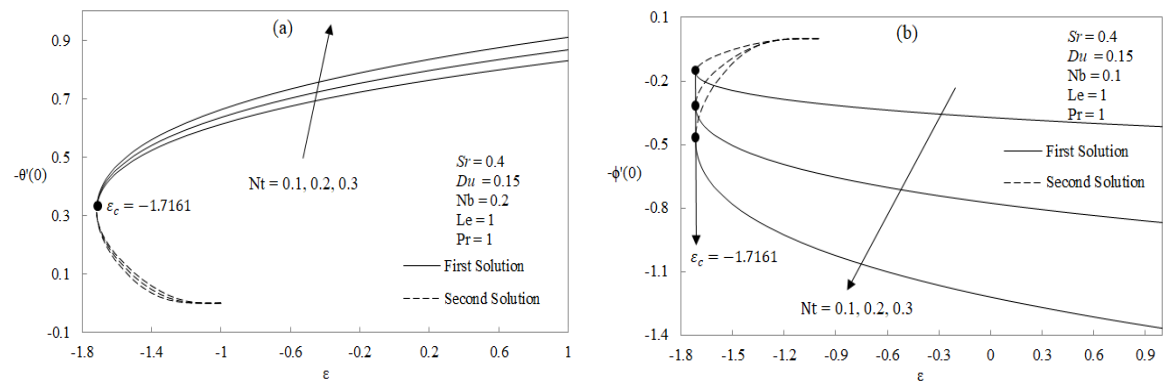 (a)
0.9
0.7
0.5
0.3
0.1
-0.1
-θ'(0)
-1.8 -1.4 -1 -0.6 -0.2 0.2 0.6 1
ε
Nt = 0.1, 0.2, 0.3
ε_c = −1.7161
Sr = 0.4
Du = 0.15
Nb = 0.2
Le = 1
Pr = 1
First Solution
Second Solution
(b)
0.1
-0.2
-0.5
-0.8
-1.1
-1.4
-ϕ'(0)
-1.8 -1.5 -1.2 -0.9 -0.6 -0.3 0 0.3 0.6 0.9
ε
Sr = 0.4
Du = 0.15
Nb = 0.1
Le = 1
Pr = 1
First Solution
Second Solution
ε_c = −1.7161
Nt = 0.1, 0.2, 0.3